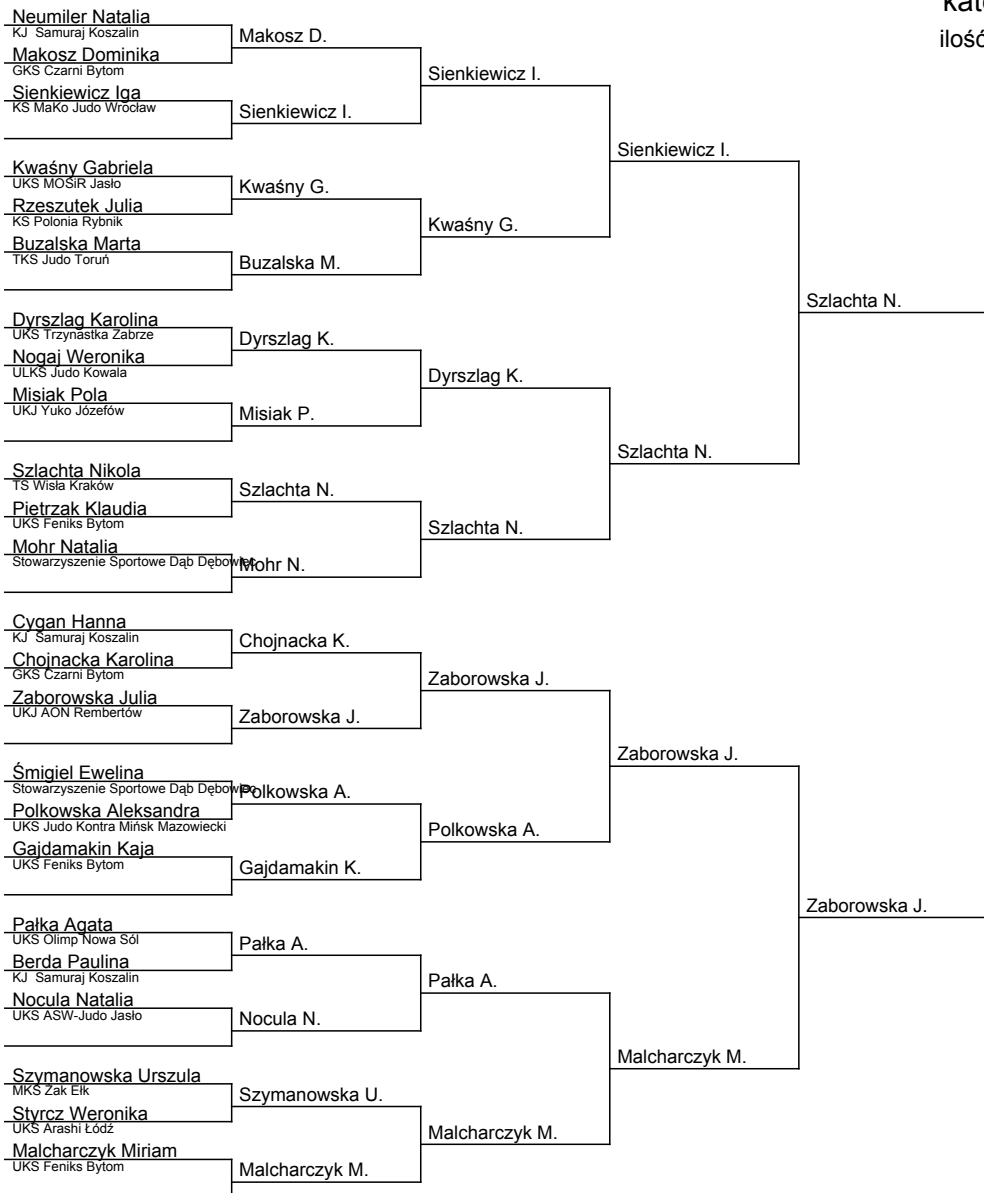 kate
ilość
Neumiler Natalia
KJ Samuraj Koszalin
Makosz Dominika
GKS Czarni Bytom
Sienkiewicz Iga
KS MaKo Judo Wrocław
Kwaśny Gabriela
UKS MOSiR Jasło
Rzeszutek Julia
KS Polonia Rybnik
Buzalska Marta
TKS Judo Toruń
Dyrszlag Karolina
UKS Trzynastka Zabrze
Nogaj Weronika
ULKS Judo Kowala
Misiak Pola
UKJ Yuko Józefów
Szlachta Nikola
TS Wisła Kraków
Pietrzak Klaudia
UKS Feniks Bytom
Mohr Natalia
Stowarzyszenie Sportowe Dąb Dębowiec
Cygan Hanna
KJ Samuraj Koszalin
Chojnacka Karolina
GKS Czarni Bytom
Zaborowska Julia
UKJ AON Rembertów
Śmigiel Ewelina
Stowarzyszenie Sportowe Dąb Dębowiec
Polkowska Aleksandra
UKS Judo Kontra Mińsk Mazowiecki
Gajdamakin Kaja
UKS Feniks Bytom
Pałka Agata
UKS Olimp Nowa Sól
Berda Paulina
KJ Samuraj Koszalin
Nocula Natalia
UKS ASW-Judo Jasło
Szymanowska Urszula
MKS Żak Ełk
Styrcz Weronika
UKS Arashi Łódź
Malcharczyk Miriam
UKS Feniks Bytom
Makosz D.
Sienkiewicz I.
Kwaśny G.
Buzalska M.
Dyrszlag K.
Misiak P.
Szlachta N.
Mohr N.
Chojnacka K.
Zaborowska J.
Polkowska A.
Gajdamakin K.
Pałka A.
Nocula N.
Szymanowska U.
Malcharczyk M.
Sienkiewicz I.
Kwaśny G.
Dyrszlag K.
Szlachta N.
Zaborowska J.
Polkowska A.
Pałka A.
Malcharczyk M.
Sienkiewicz I.
Szlachta N.
Zaborowska J.
Malcharczyk M.
Szlachta N.
Zaborowska J.